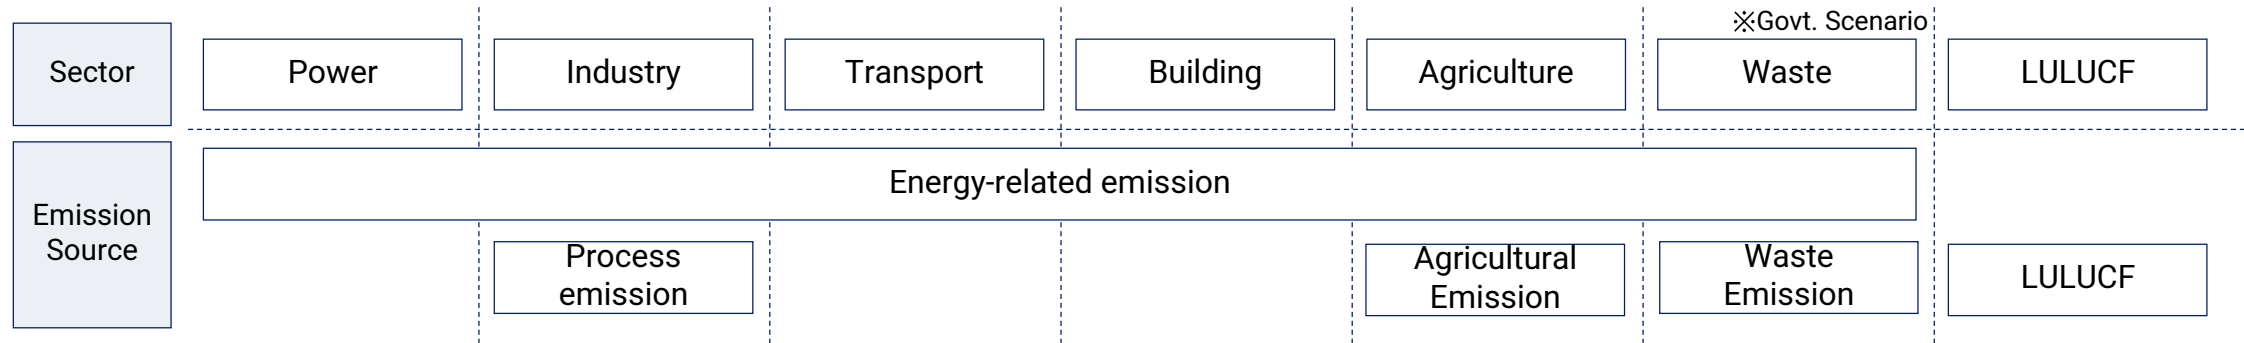 ※Govt. Scenario
Sector
Power
Industry
Transport
Building
Agriculture
Waste
LULUCF
Emission
Source
Energy-related emission
Process
emission
Agricultural
Emission
Waste
Emission
LULUCF